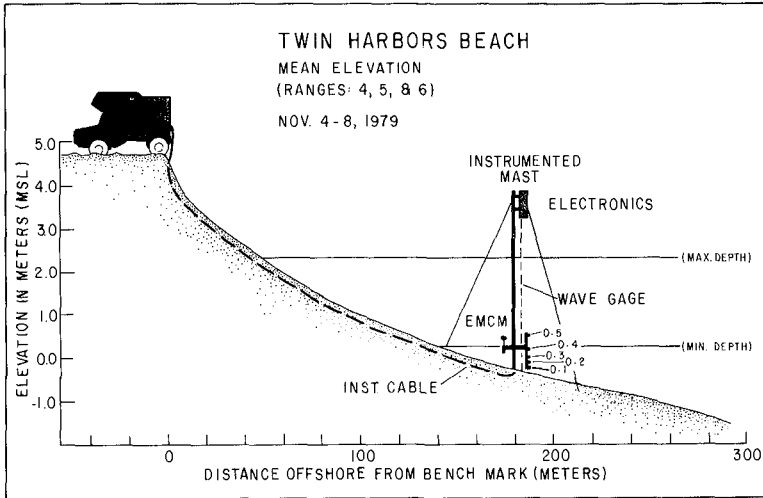 TWIN HARBORS BEACH
MEAN ELEVATION
(RANGES: 4, 5, & 6)
NOV. 4-8, 1979
INSTRUMENTED
MAST
ELECTRONICS
(MAX. DEPTH)
WAVE GAGE
EMCM
0.5
0.4
(MIN. DEPTH)
0.3
0.2
0.1
INST CABLE
ELEVATION (IN METERS (MSL)
5.0
4.0
3.0
2.0
1.0
0.0
-1.0
0
100
200
300
DISTANCE OFFSHORE FROM BENCH MARK (METERS)